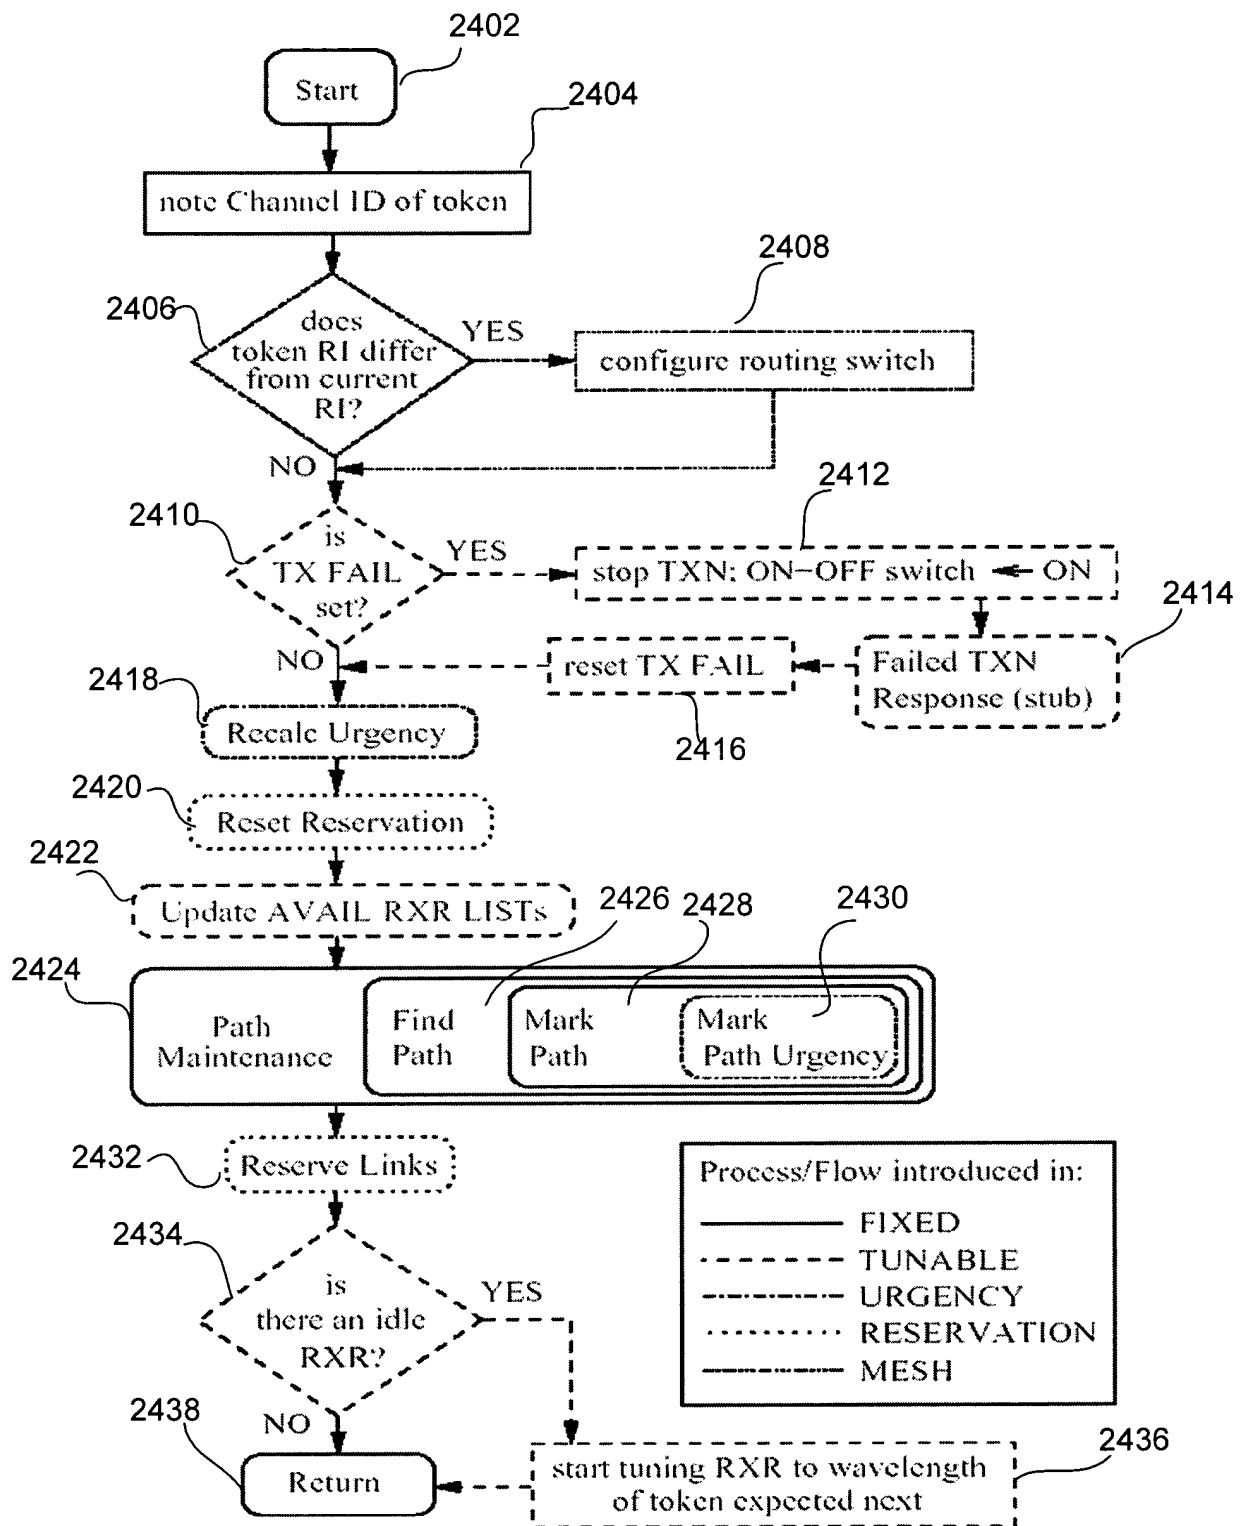 2402
Start
2404
note Channel ID of token
2408
2406
does
token RI differ
from current
RI?
YES
configure routing switch
NO
2412
2410
is
TX FAIL
set?
YES
stop TXN; ON-OFF switch ← ON
2414
NO
reset TX FAIL
Failed TXN
Response (stub)
2418
Recalc Urgency
2416
2420
Reset Reservation
2422
Update AVAIL RXR LISTs
2426
2428
2430
2424
Path
Maintenance
Find
Path
Mark
Path
Mark
Path Urgency
2432
Reserve Links
Process/Flow introduced in:
FIXED
TUNABLE
URGENCY
RESERVATION
MESH
2434
is
there an idle
RXR?
YES
NO
2438
Return
2436
start tuning RXR to wavelength
of token expected next